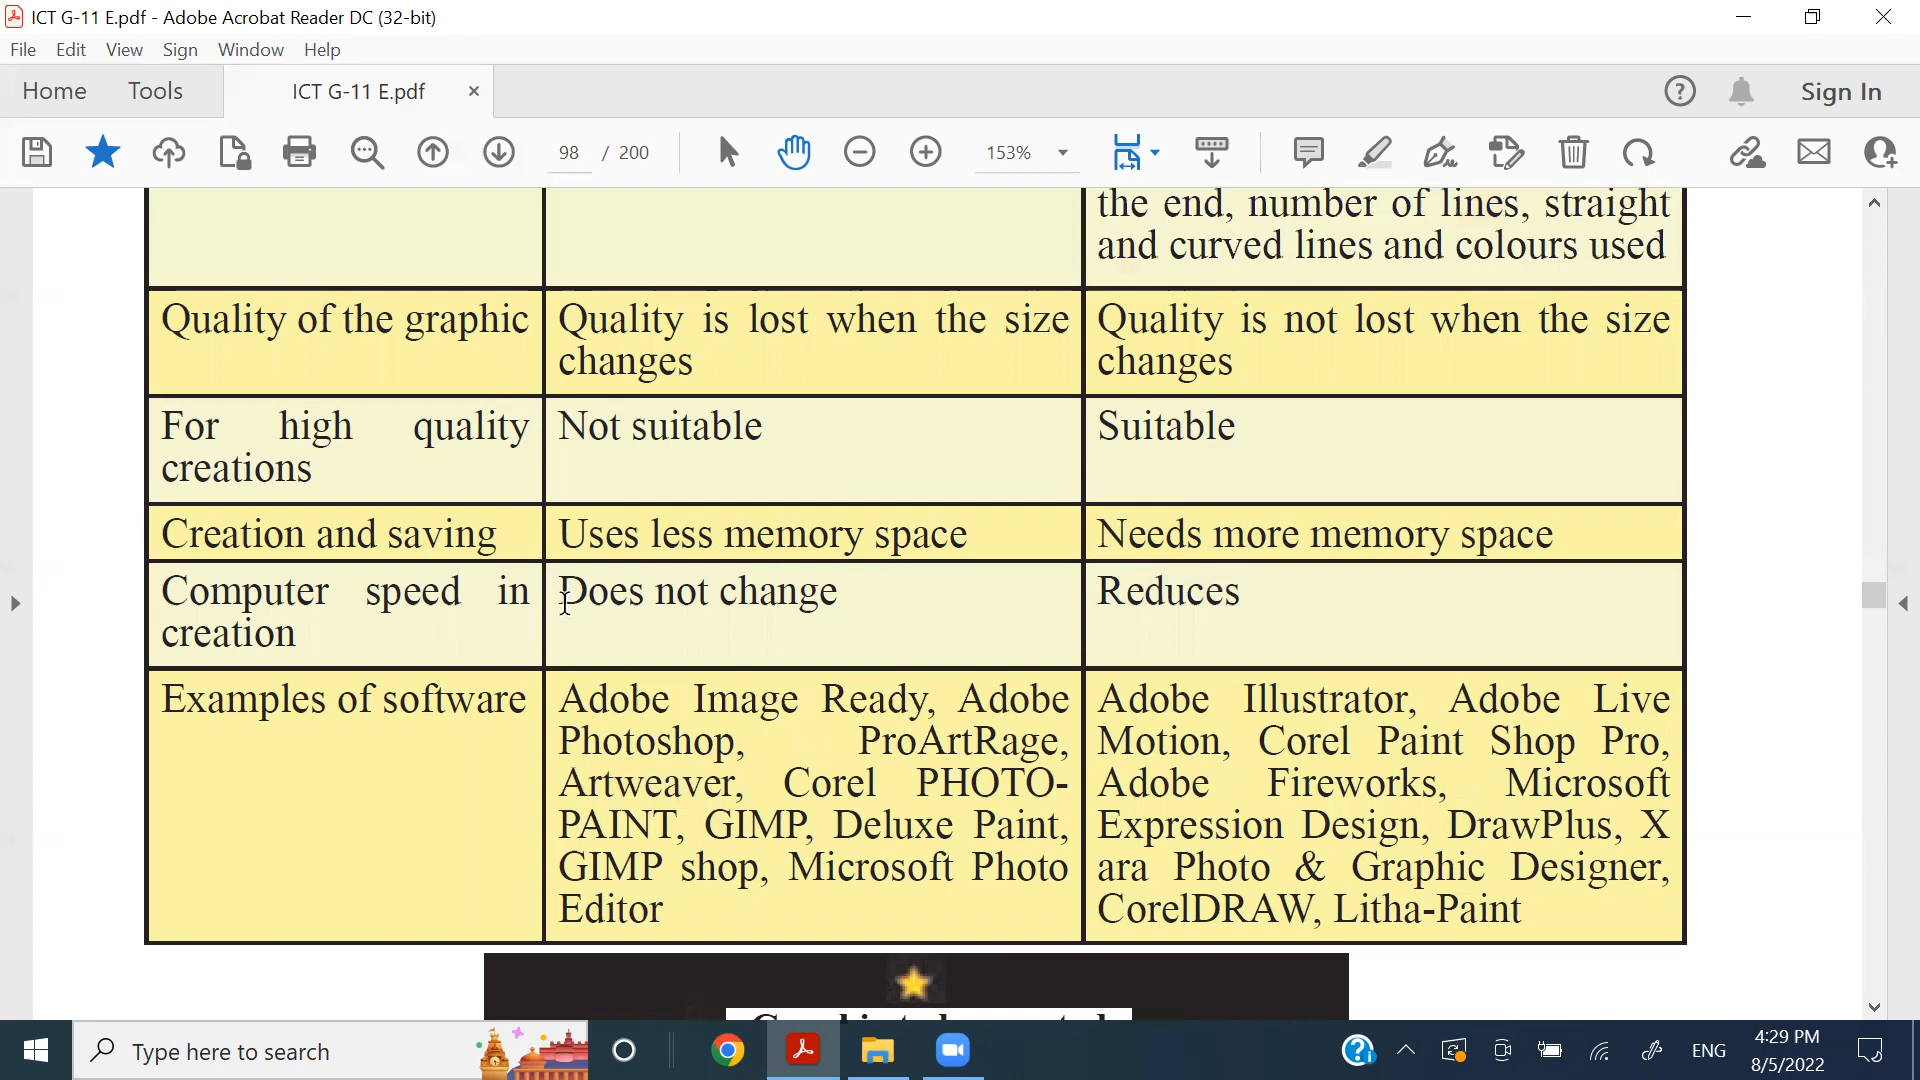 ICT G-11 E.pdf - Adobe Acrobat Reader DC (32-bit)
File Edit View Sign Window Help
Home Tools ICT G-11 E.pdf × Sign In
98 / 200 153%
the end, number of lines, straight
and curved lines and colours used
Quality of the graphic
Quality is lost when the size
changes
Quality is not lost when the size
changes
For high quality
creations
Not suitable
Suitable
Creation and saving
Uses less memory space
Needs more memory space
Computer speed in
creation
Does not change
Reduces
Examples of software
Adobe Image Ready, Adobe
Photoshop, ProArtRage,
Artweaver, Corel PHOTO-
PAINT, GIMP, Deluxe Paint,
GIMP shop, Microsoft Photo
Editor
Adobe Illustrator, Adobe Live
Motion, Corel Paint Shop Pro,
Adobe Fireworks, Microsoft
Expression Design, DrawPlus, X
ara Photo & Graphic Designer,
CorelDRAW, Litha-Paint
Type here to search
ENG
4:29 PM
8/5/2022